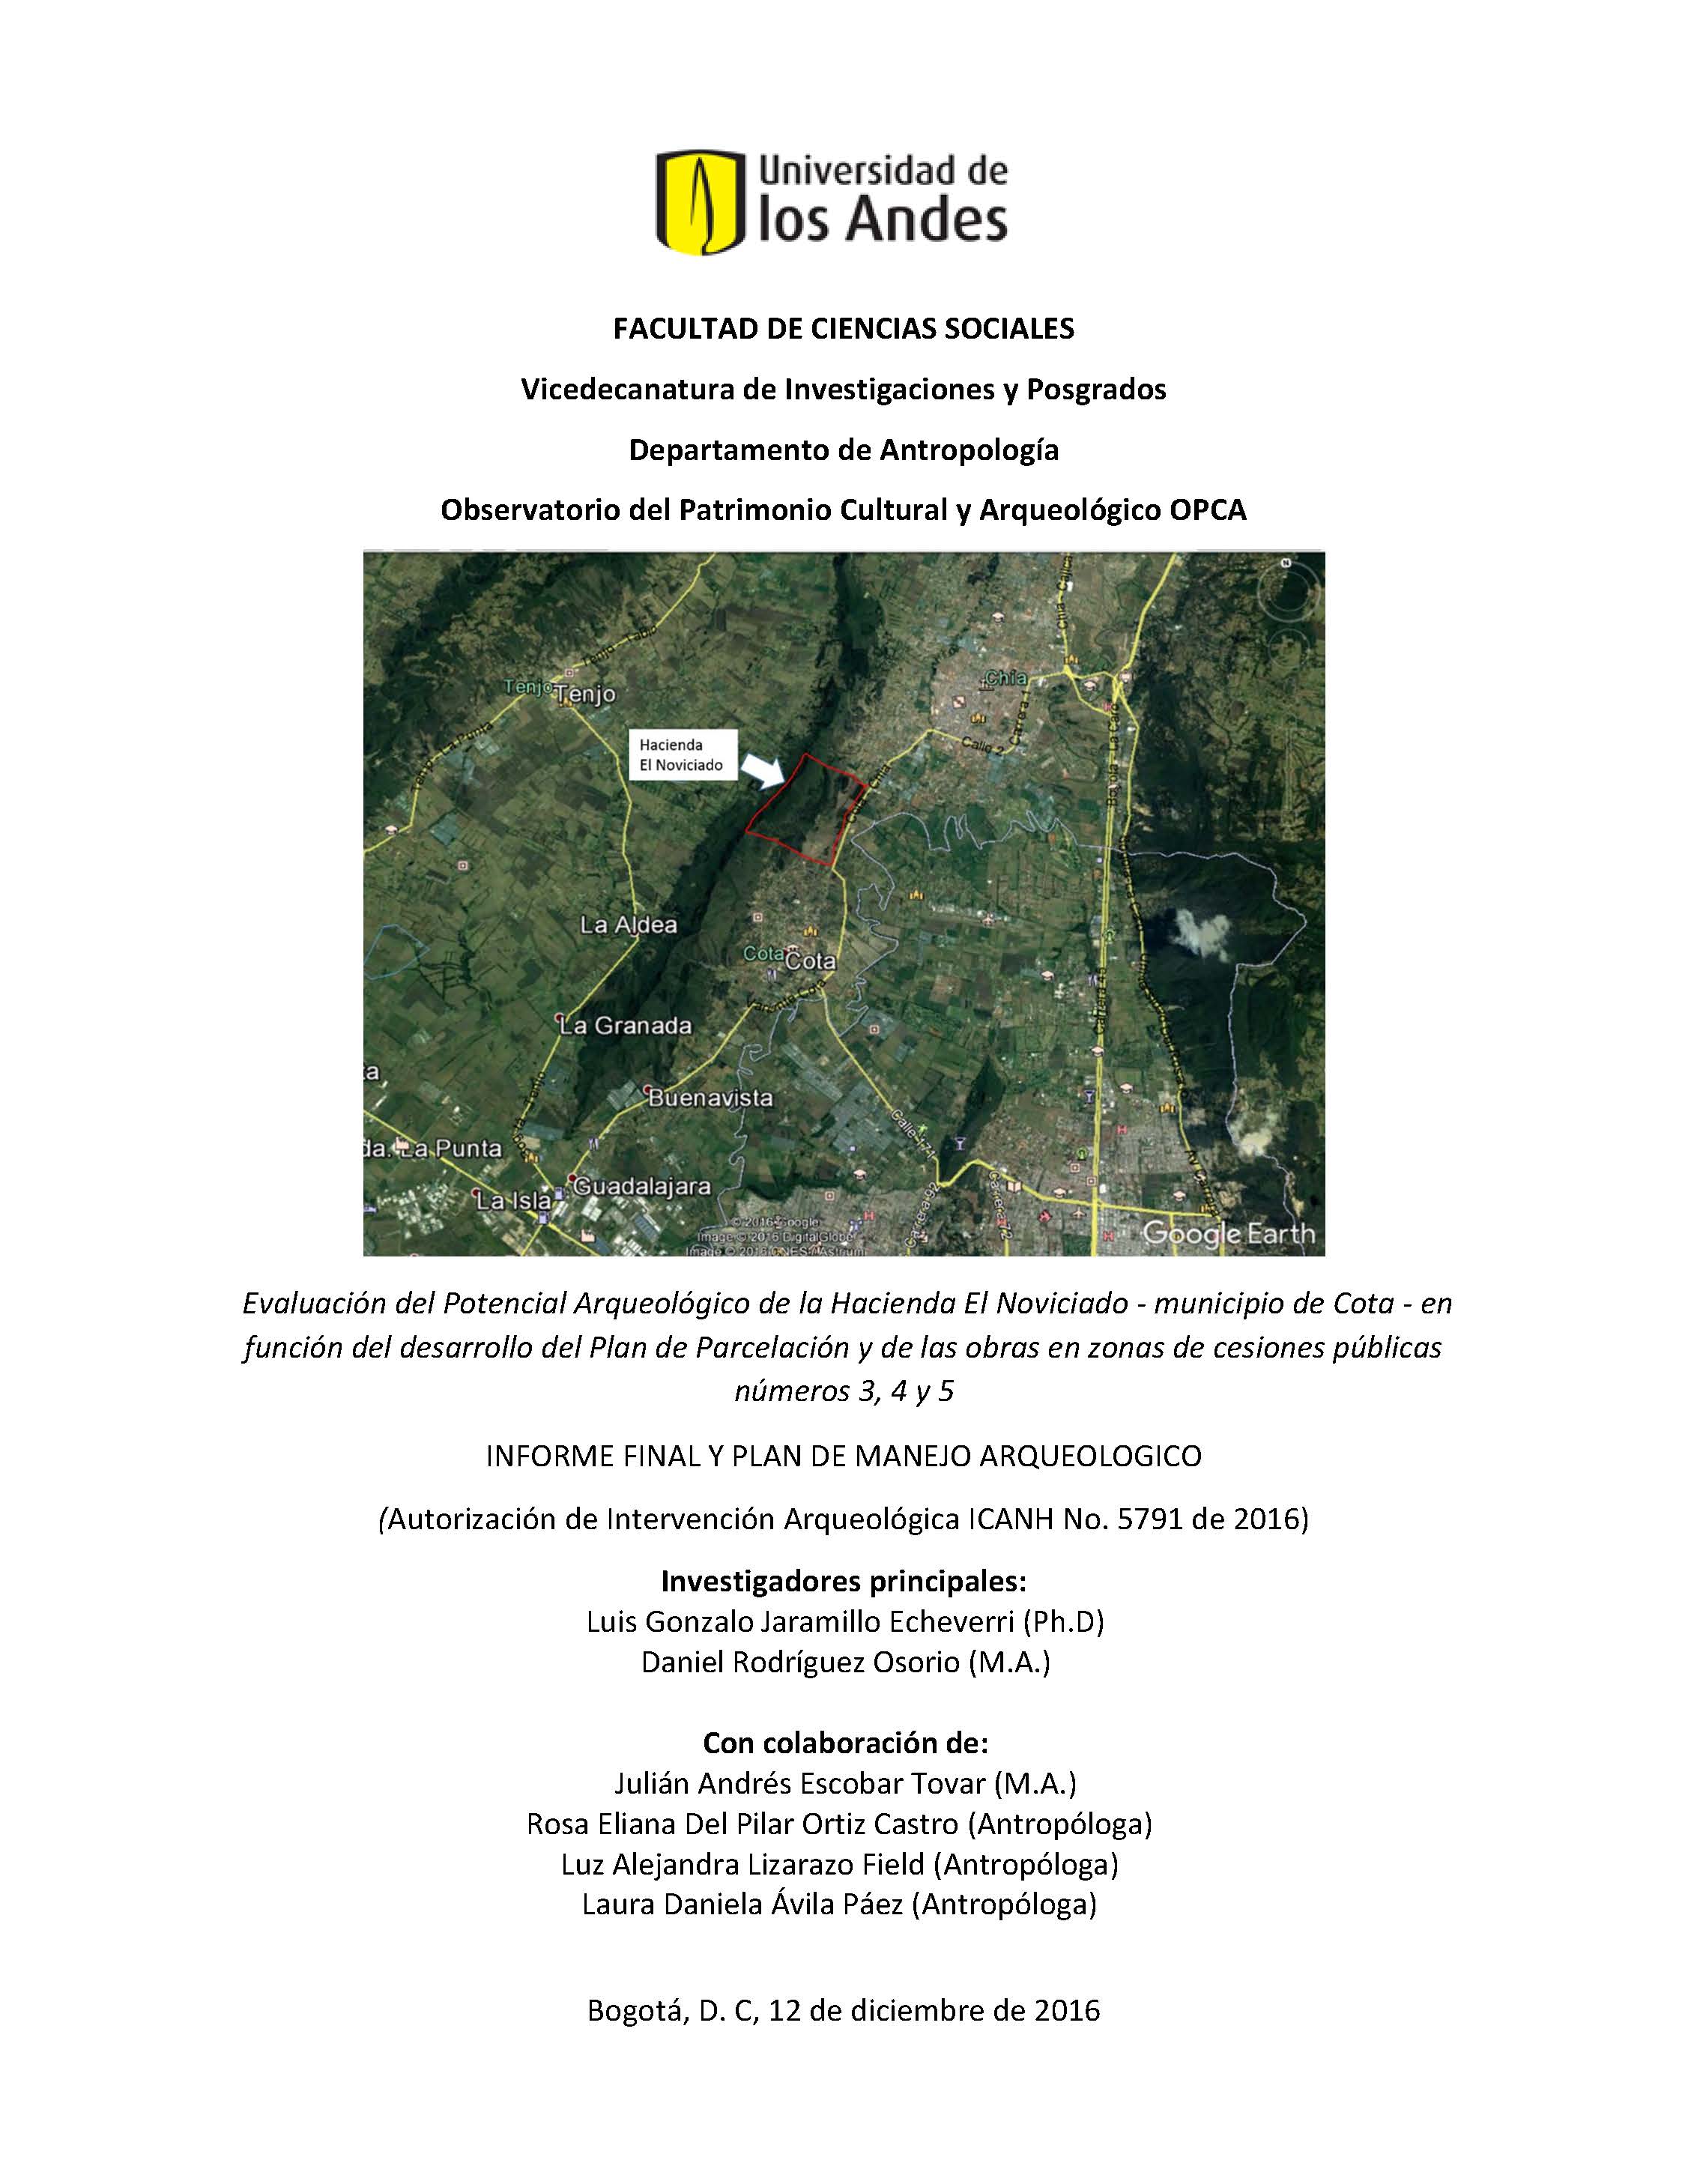 Universidad de
los Andes
FACULTAD DE CIENCIAS SOCIALES
Vicedecanatura de Investigaciones y Posgrados
Departamento de Antropología
Observatorio del Patrimonio Cultural y Arqueológico OPCA
N
Chía
Tenjo Tenjo
Hacienda
El Noviciado
Calle 2
La Aldea
Cota Cota
La Granada
Buenavista
Calle 171
da. La Punta
Guadalajara
La Isla
Carrera 92
© 2016 Google
Image © 2016 DigitalGlobe
Image © 2016 CNES / Astrium
Google Earth
Evaluación del Potencial Arqueológico de la Hacienda El Noviciado - municipio de Cota - en
función del desarrollo del Plan de Parcelación y de las obras en zonas de cesiones públicas
números 3, 4 y 5
INFORME FINAL Y PLAN DE MANEJO ARQUEOLOGICO
(Autorización de Intervención Arqueológica ICANH No. 5791 de 2016)
Investigadores principales:
Luis Gonzalo Jaramillo Echeverri (Ph.D)
Daniel Rodríguez Osorio (M.A.)
Con colaboración de:
Julián Andrés Escobar Tovar (M.A.)
Rosa Eliana Del Pilar Ortiz Castro (Antropóloga)
Luz Alejandra Lizarazo Field (Antropóloga)
Laura Daniela Ávila Páez (Antropóloga)
Bogotá, D. C, 12 de diciembre de 2016